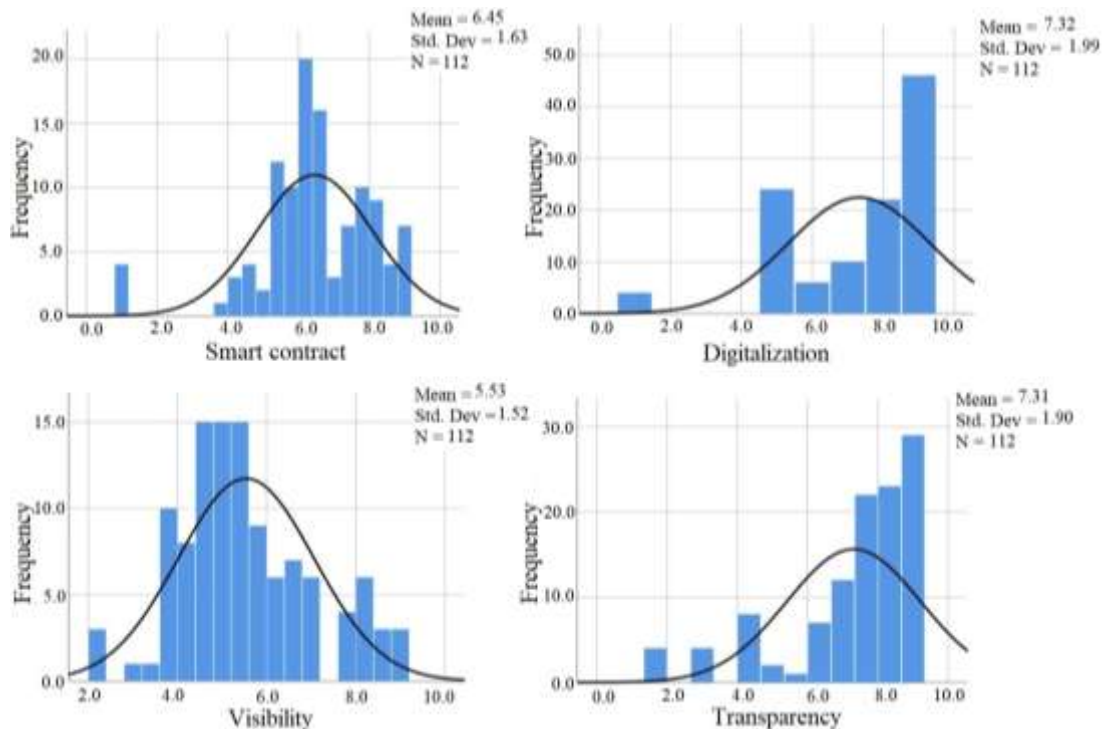 Mean = 6.45
Std. Dev = 1.63
N = 112
20.0
15.0
10.0
5.0
0.0
Frequency
0.0 2.0 4.0 6.0 8.0 10.0
Smart contract
Mean = 7.32
Std. Dev = 1.99
N = 112
50.0
40.0
30.0
20.0
10.0
0.0
Frequency
0.0 2.0 4.0 6.0 8.0 10.0
Digitalization
Mean = 5.53
Std. Dev = 1.52
N = 112
15.0
10.0
5.0
0.0
Frequency
2.0 4.0 6.0 8.0 10.0
Visibility
Mean = 7.31
Std. Dev = 1.90
N = 112
30.0
20.0
10.0
0.0
Frequency
0.0 2.0 4.0 6.0 8.0 10.0
Transparency